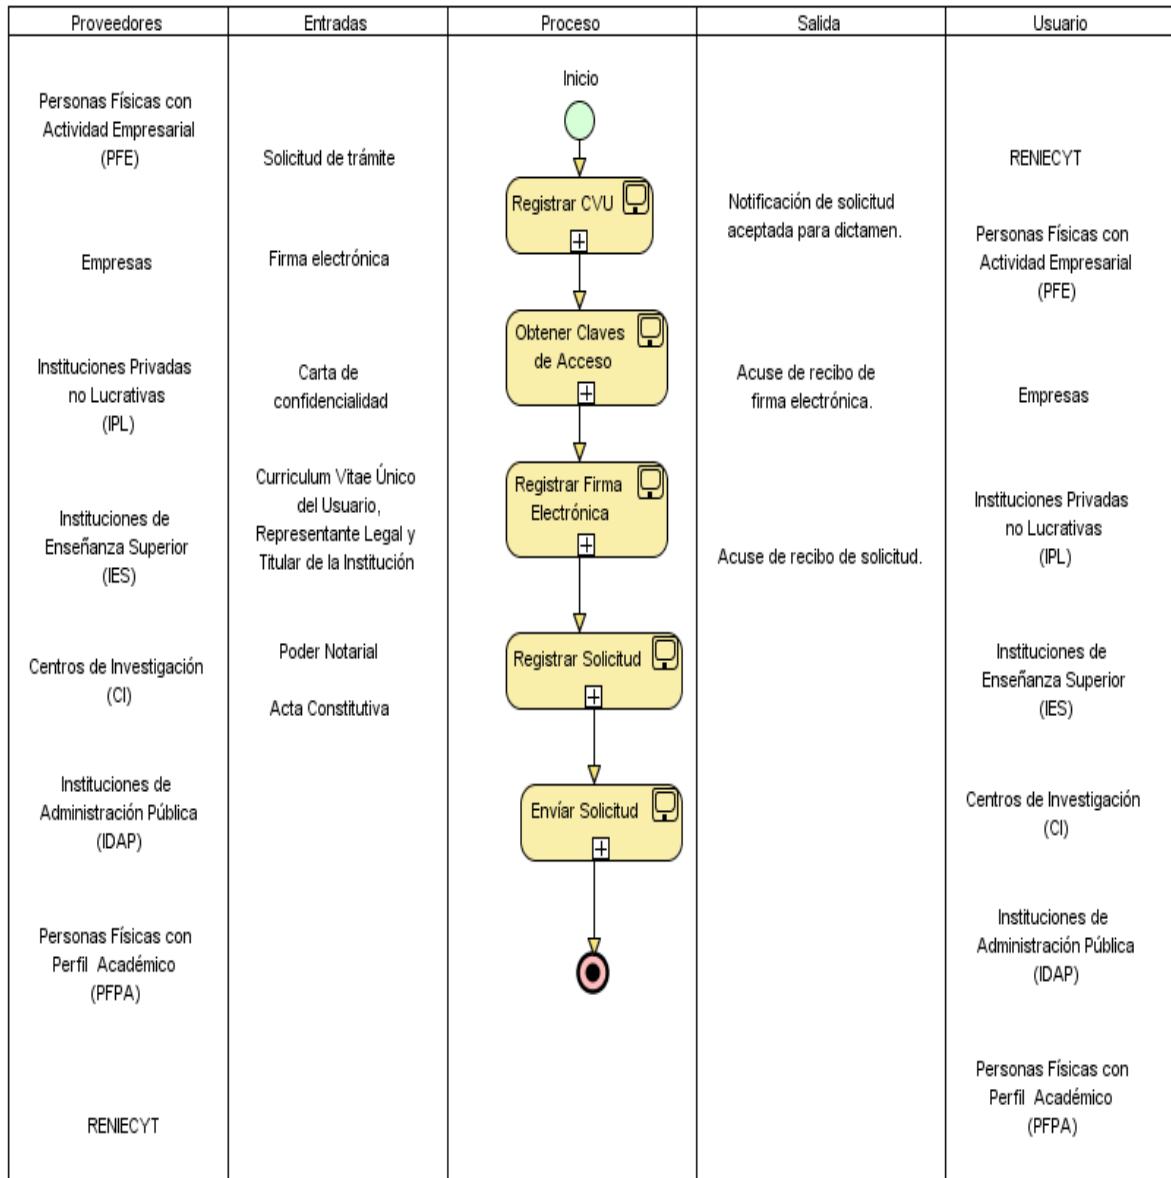 Proveedores
Entradas
Proceso
Salida
Usuario
Personas Físicas con
Actividad Empresarial
(PFE)
Empresas
Instituciones Privadas
no Lucrativas
(IPL)
Instituciones de
Enseñanza Superior
(IES)
Centros de Investigación
(CI)
Instituciones de
Administración Pública
(IDAP)
Personas Físicas con
Perfil Académico
(PFPA)
RENIECYT
Solicitud de trámite
Firma electrónica
Carta de
confidencialidad
Curriculum Vitae Único
del Usuario,
Representante Legal y
Titular de la Institución
Poder Notarial
Acta Constitutiva
Inicio
Registrar CVU
Obtener Claves
de Acceso
Registrar Firma
Electrónica
Registrar Solicitud
Envíar Solicitud
Notificación de solicitud
aceptada para dictamen.
Acuse de recibo de
firma electrónica.
Acuse de recibo de solicitud.
RENIECYT
Personas Físicas con
Actividad Empresarial
(PFE)
Empresas
Instituciones Privadas
no Lucrativas
(IPL)
Instituciones de
Enseñanza Superior
(IES)
Centros de Investigación
(CI)
Instituciones de
Administración Pública
(IDAP)
Personas Físicas con
Perfil Académico
(PFPA)